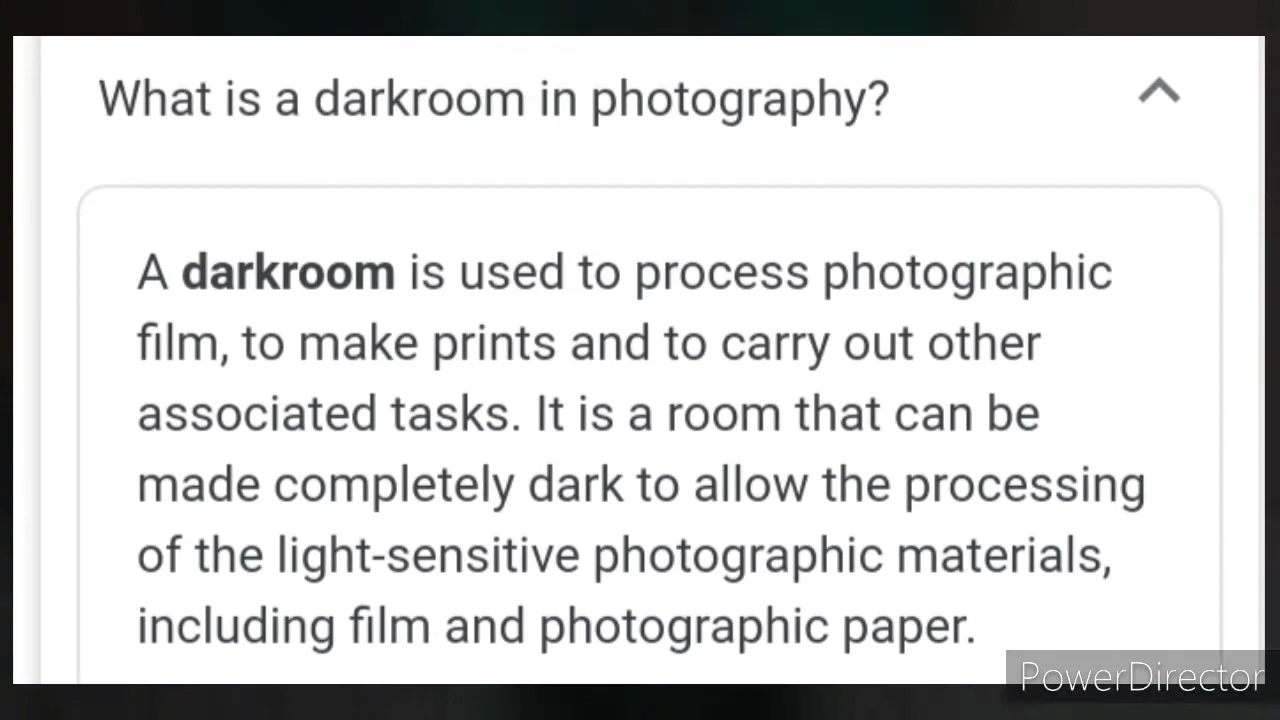 What is a darkroom in photography?
A darkroom is used to process photographic
film, to make prints and to carry out other
associated tasks. It is a room that can be
made completely dark to allow the processing
of the light-sensitive photographic materials,
including film and photographic paper.
PowerDirector